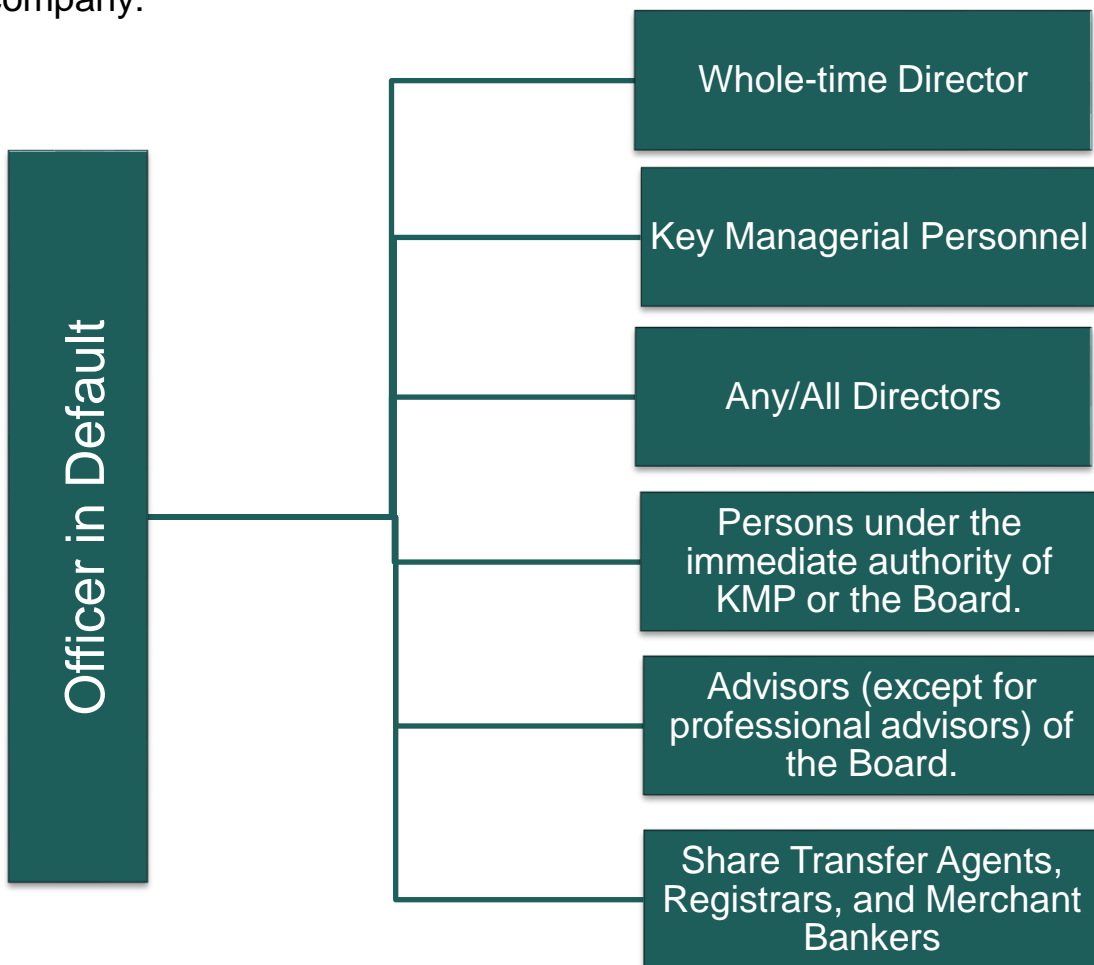 company.
Whole-time Director
Key Managerial Personnel
Any/All Directors
Officer in Default
Persons under the
immediate authority of
KMP or the Board.
Advisors (except for
professional advisors) of
the Board.
Share Transfer Agents,
Registrars, and Merchant
Bankers